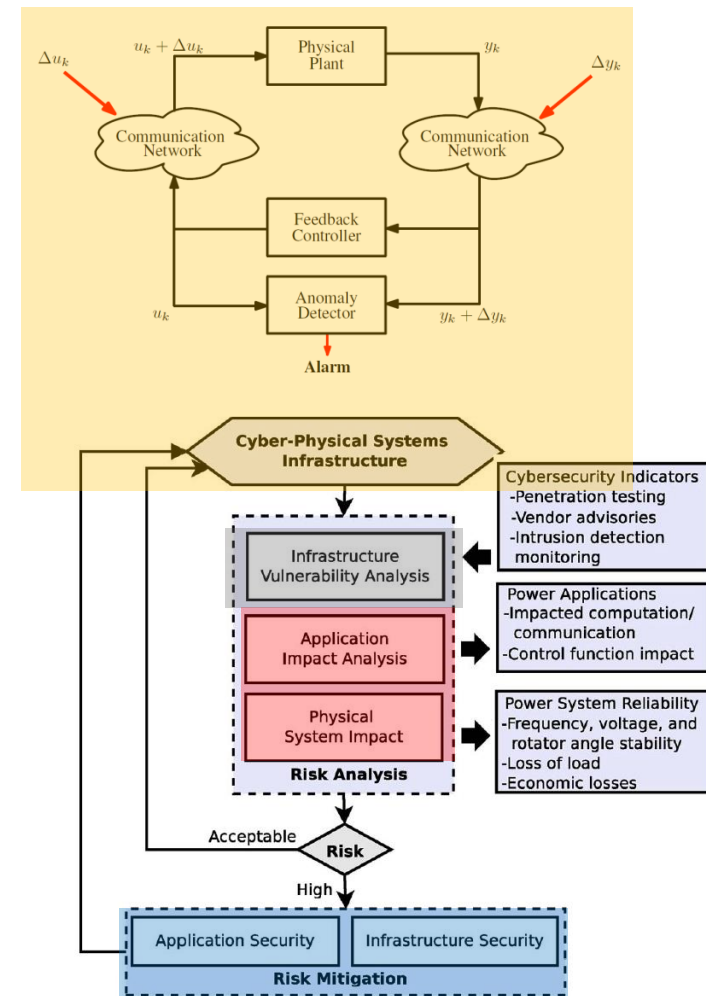 u_k + Δu_k
Physical
Plant
y_k
Δu_k
Δy_k
Communication
Network
Communication
Network
Feedback
Controller
Anomaly
Detector
u_k
y_k + Δy_k
Alarm
Cyber-Physical Systems
Infrastructure
Cybersecurity Indicators
-Penetration testing
-Vendor advisories
-Intrusion detection
monitoring
Infrastructure
Vulnerability Analysis
Power Applications
-Impacted computation/
communication
-Control function impact
Application
Impact Analysis
Power System Reliability
-Frequency, voltage, and
rotator angle stability
-Loss of load
-Economic losses
Physical
System Impact
Risk Analysis
Acceptable
Risk
High
Application Security
Infrastructure Security
Risk Mitigation